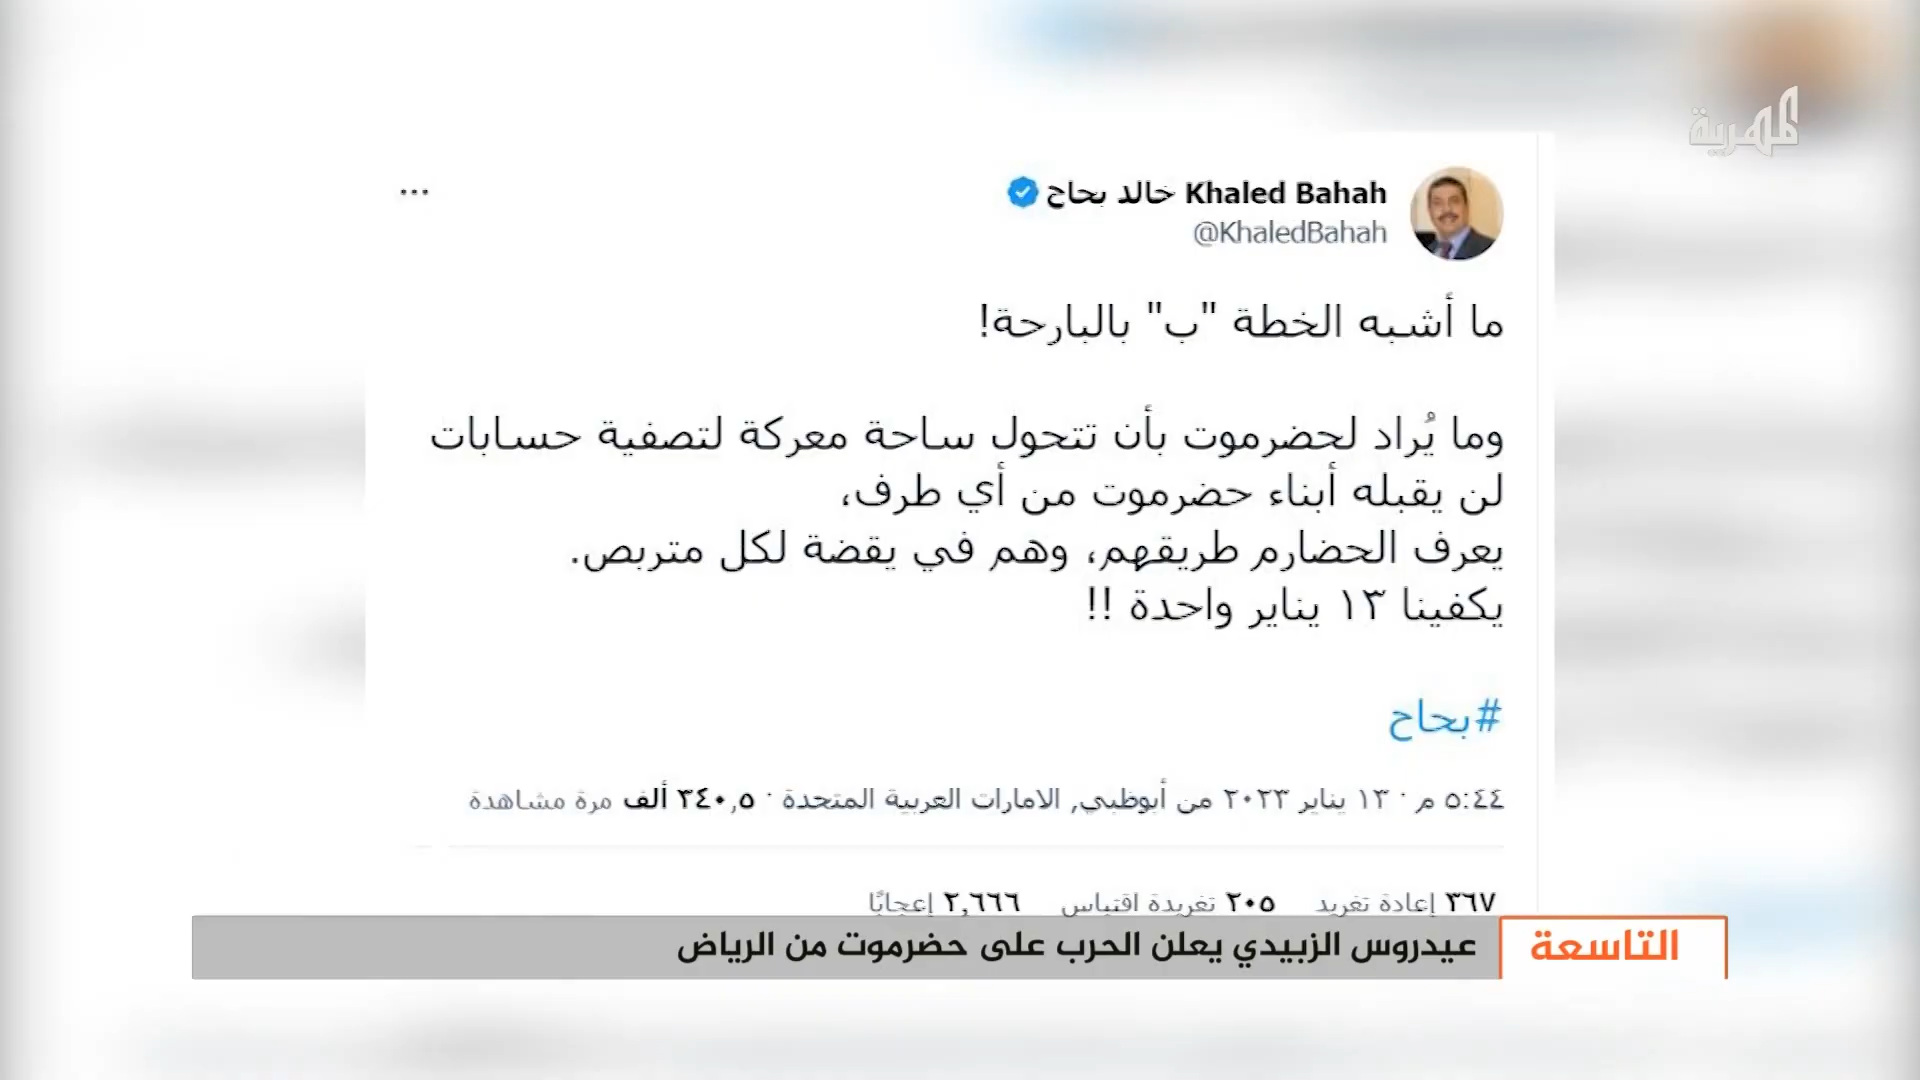 المهرية
Khaled Bahah خالد بحاح
@KhaledBahah
ما أشبه الخطة "ب" بالبارحة!
وما يُراد لحضرموت بأن تتحول ساحة معركة لتصفية حسابات
لن يقبله أبناء حضرموت من أي طرف،
يعرف الحضارم طريقهم، وهم في يقضة لكل متربص.
يكفينا ١٣ يناير واحدة !!
#بحاح
٥:٤٤ م · ١٣ يناير ٢٠٢٣ من أبوظبي, الامارات العربية المتحدة · ٣٤٠,٥ ألف مرة مشاهدة
٣٦٧ إعادة تغريد ٢٠٥ تغريدة اقتباس ٢,٦٦٦ إعجابًا
التاسعة
عيدروس الزبيدي يعلن الحرب على حضرموت من الرياض